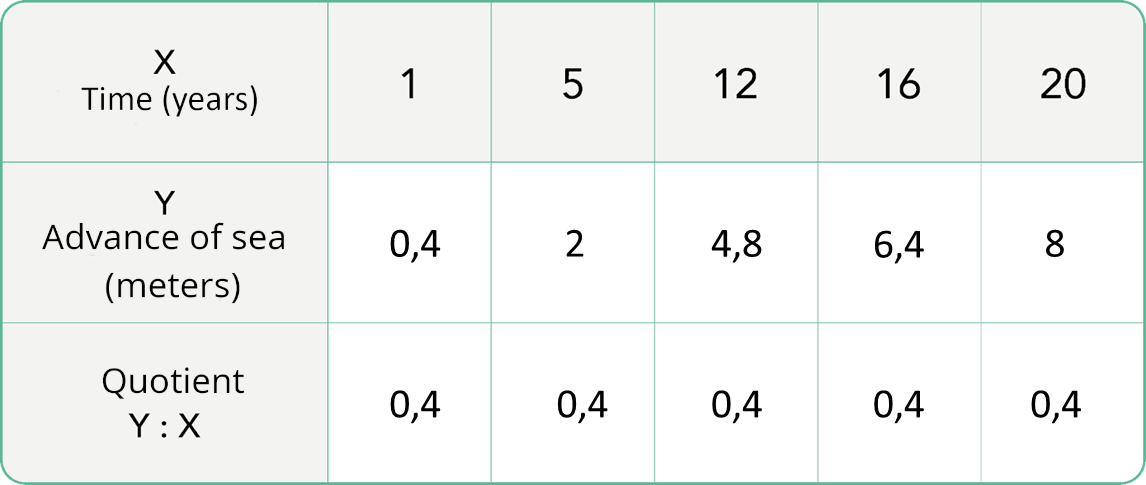 X
Time (years)
1 5 12 16 20
Y
Advance of sea
(meters)
0,4 2 4,8 6,4 8
Quotient
Y : X
0,4 0,4 0,4 0,4 0,4